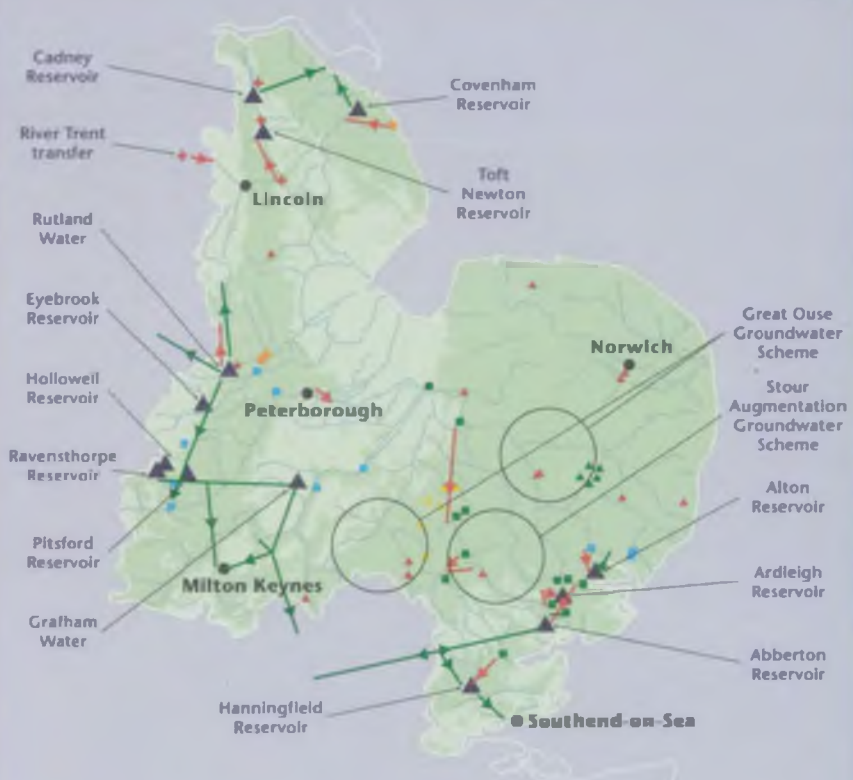 Cadney
Reservoir
River Trent
transfer
Rutland
Water
Eyebrook
Reservoir
Hollowell
Reservoir
Ravensthorpe
Reservoir
Pitsford
Reservoir
Grafham
Water
Hanningfield
Reservoir
Covenham
Reservoir
Toft
Newton
Reservoir
Lincoln
Peterborough
Milton Keynes
Norwich
Southend-on-Sea
Great Ouse
Groundwater
Scheme
Stour
Augmentation
Groundwater
Scheme
Alton
Reservoir
Ardleigh
Reservoir
Abberton
Reservoir